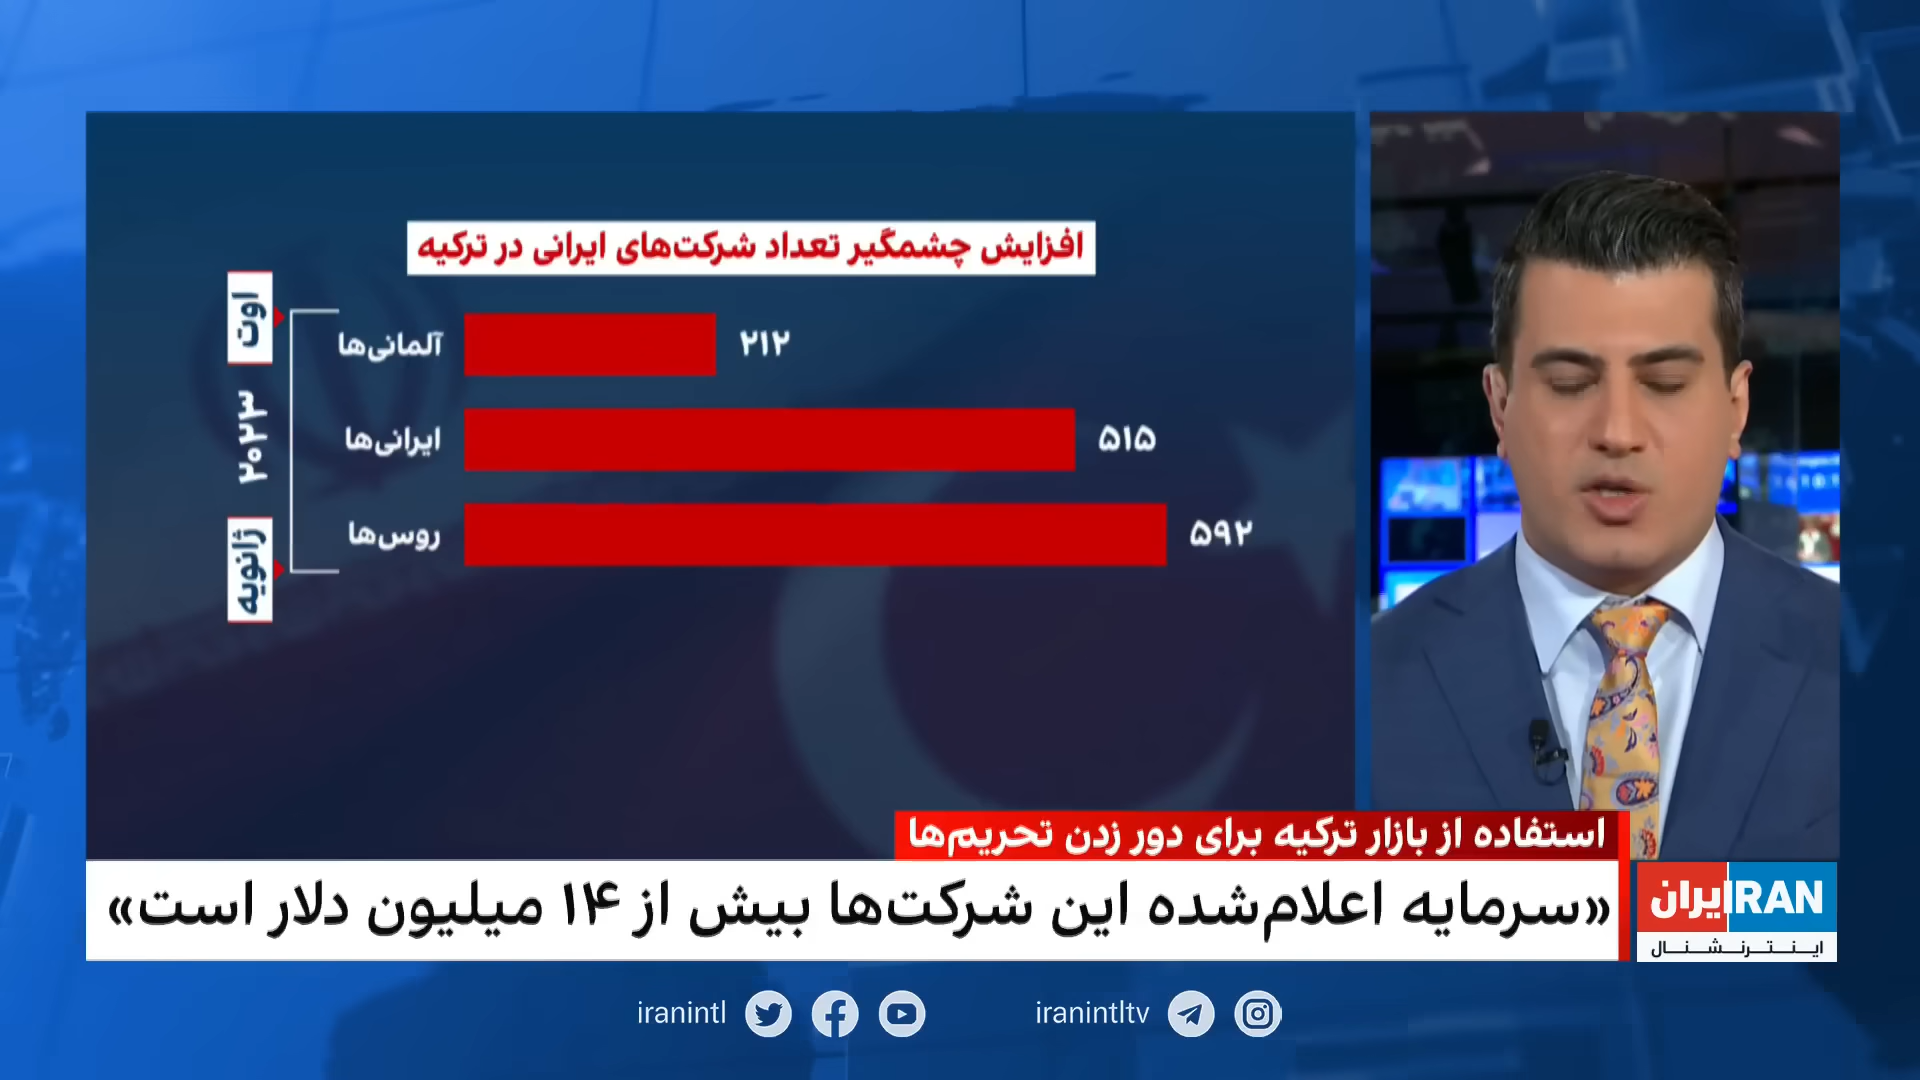 افزایش چشمگیر تعداد شرکت‌های ایرانی در ترکیه
اوت
۲۰۲۳
ژانویه
آلمانی‌ها ۲۱۲
ایرانی‌ها ۵۱۵
روس‌ها ۵۹۲
استفاده از بازار ترکیه برای دور زدن تحریم‌ها
«سرمایه اعلام‌شده این شرکت‌ها بیش از ۱۴ میلیون دلار است»
ایران IRAN
اینترنشنال
iranintl
iranintltv